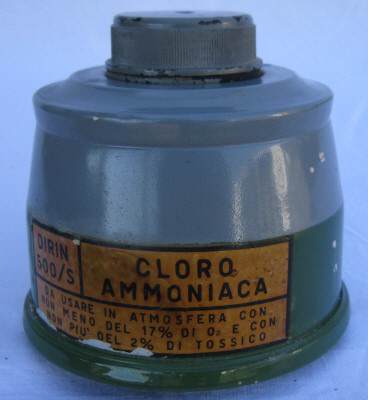 DIRIN
500/S
CLORO
AMMONIACA
DA USARE IN ATMOSFERA CON
NON MENO DEL 17% DI O₂ E CON
NON PIU' DEL 2% DI TOSSICO